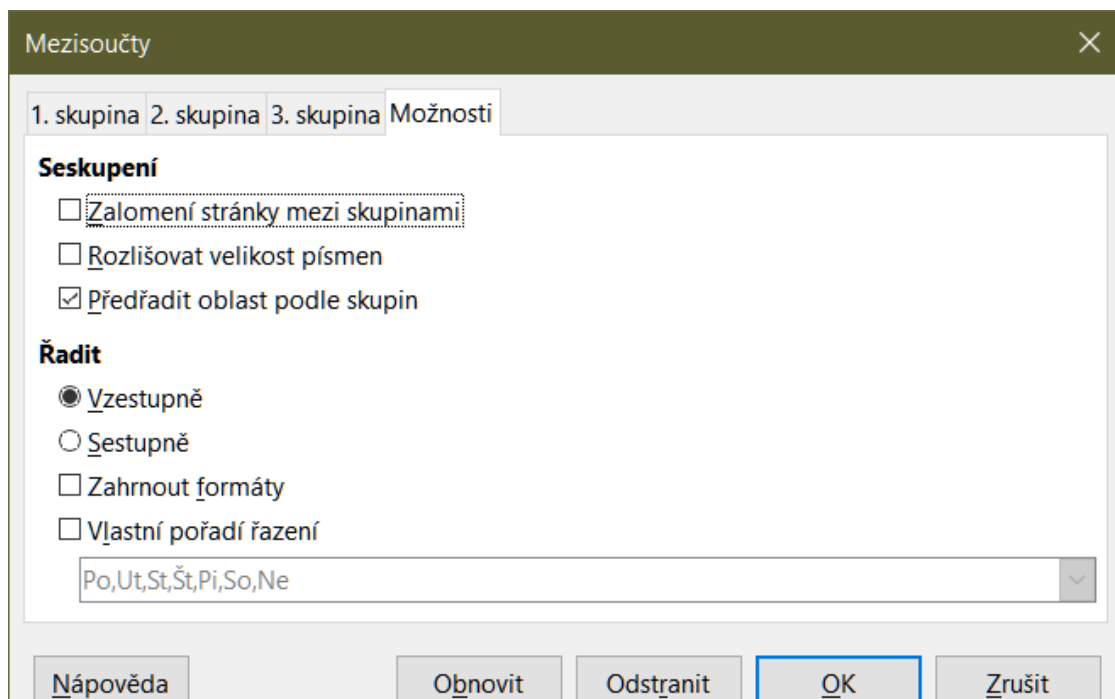 Mezisoučty
1. skupina 2. skupina 3. skupina Možnosti
Seskupení
Zalomení stránky mezi skupinami
Rozlišovat velikost písmen
Předřadit oblast podle skupin
Řadit
Vzestupně
Sestupně
Zahrnout formáty
Vlastní pořadí řazení
Po,Ut,St,Št,Pi,So,Ne
Nápověda Obnovit Odstranit OK Zrušit